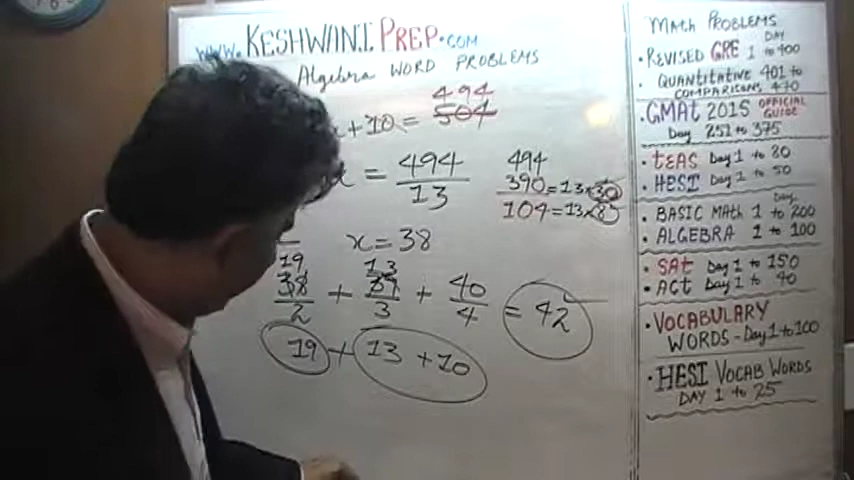 www.KESHWANI PREP.COM
Algebra WORD PROBLEMS
x+10= 494
504
x = 494
13
494
390=13×30
104=13×8
x=38
19 13
38 + 39 + 40 = 42
2 3 4
19 + 13 + 10
Math PROBLEMS
DAY
• REVISED GRE 1 to 400
• QUANTITATIVE 401 to
COMPARISONS 470
• GMAT 2015 OFFICIAL GUIDE
Day 251 to 375
• TEAS Day 1 to 80
• HESI Day 1 to 50
Day
• BASIC Math 1 to 200
• ALGEBRA 1 to 100
• SAt Day 1 to 150
• ACt Day 1 to 40
• VOCABULARY
WORDS - Day 1 to 100
• HESI VOCAB WORDS
DAY 1 to 25